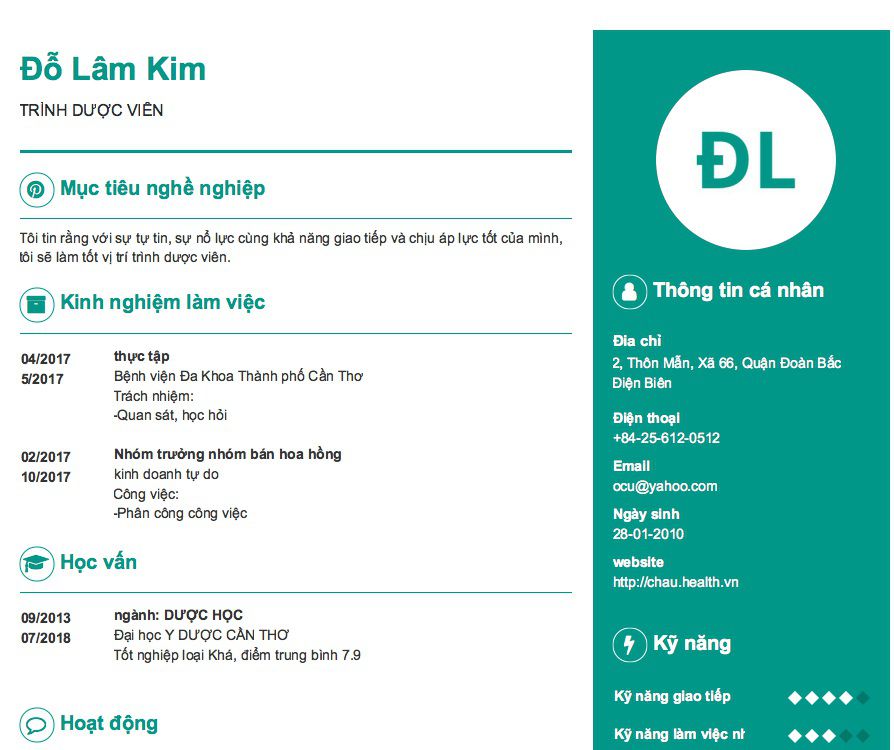 Đỗ Lâm Kim
TRÌNH DƯỢC VIÊN
Mục tiêu nghề nghiệp
Tôi tin rằng với sự tự tin, sự nổ lực cùng khả năng giao tiếp và chịu áp lực tốt của mình,
tôi sẽ làm tốt vị trí trình dược viên.
Kinh nghiệm làm việc
04/2017
5/2017
thực tập
Bệnh viện Đa Khoa Thành phố Cần Thơ
Trách nhiệm:
-Quan sát, học hỏi
02/2017
10/2017
Nhóm trưởng nhóm bán hoa hồng
kinh doanh tự do
Công việc:
-Phân công công việc
Học vấn
09/2013
07/2018
ngành: DƯỢC HỌC
Đại học Y DƯỢC CẦN THƠ
Tốt nghiệp loại Khá, điểm trung bình 7.9
Hoạt động
ĐL
Thông tin cá nhân
Đia chỉ
2, Thôn Mẫn, Xã 66, Quận Đoàn Bắc
Điện Biên
Điện thoại
+84-25-612-0512
Email
ocu@yahoo.com
Ngày sinh
28-01-2010
website
http://chau.health.vn
Kỹ năng
Kỹ năng giao tiếp
Kỹ năng làm việc